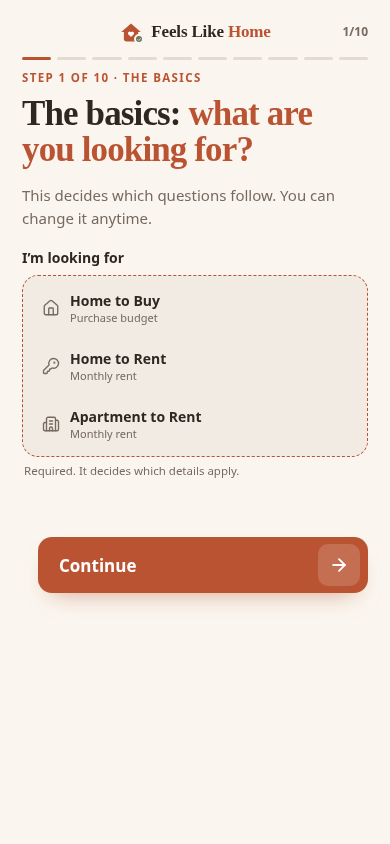 Feels Like Home
1/10
STEP 1 OF 10 · THE BASICS
The basics: what are
you looking for?
This decides which questions follow. You can
change it anytime.
I'm looking for
Home to Buy
Purchase budget
Home to Rent
Monthly rent
Apartment to Rent
Monthly rent
Required. It decides which details apply.
Continue